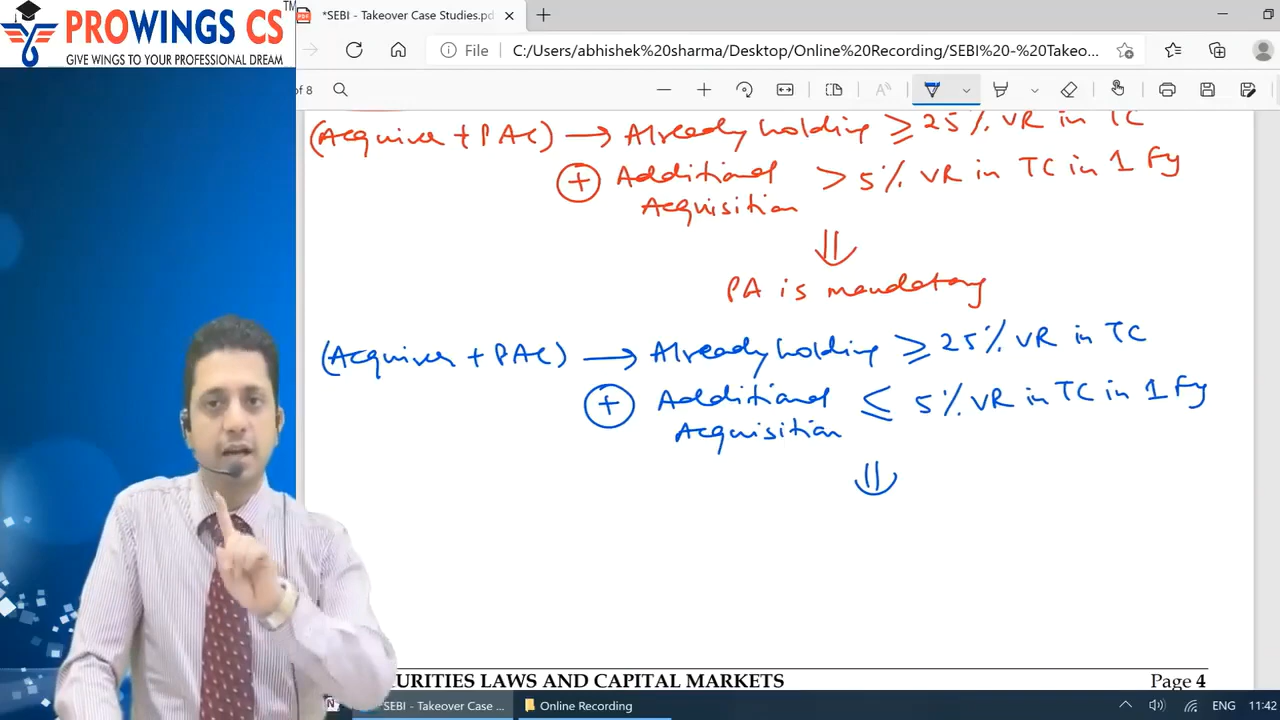 PROWINGS CS™
GIVE WINGS TO YOUR PROFESSIONAL DREAM
*SEBI - Takeover Case Studies.pd
File C:/Users/abhishek%20sharma/Desktop/Online%20Recording/SEBI%20-%20Takeo...
of 8
(Acquirer + PAC) → Already holding ≥ 25% VR in TC
+ Additional > 5% VR in TC in 1 Fy
Acquisition
⇓
PA is mandatory
(Acquirer + PAC) → Already holding ≥ 25% VR in TC
+ Additional ≤ 5% VR in TC in 1 Fy
Acquisition
⇓
URITIES LAWS AND CAPITAL MARKETS Page 4
*SEBI - Takeover Case ... Online Recording ENG 11:42